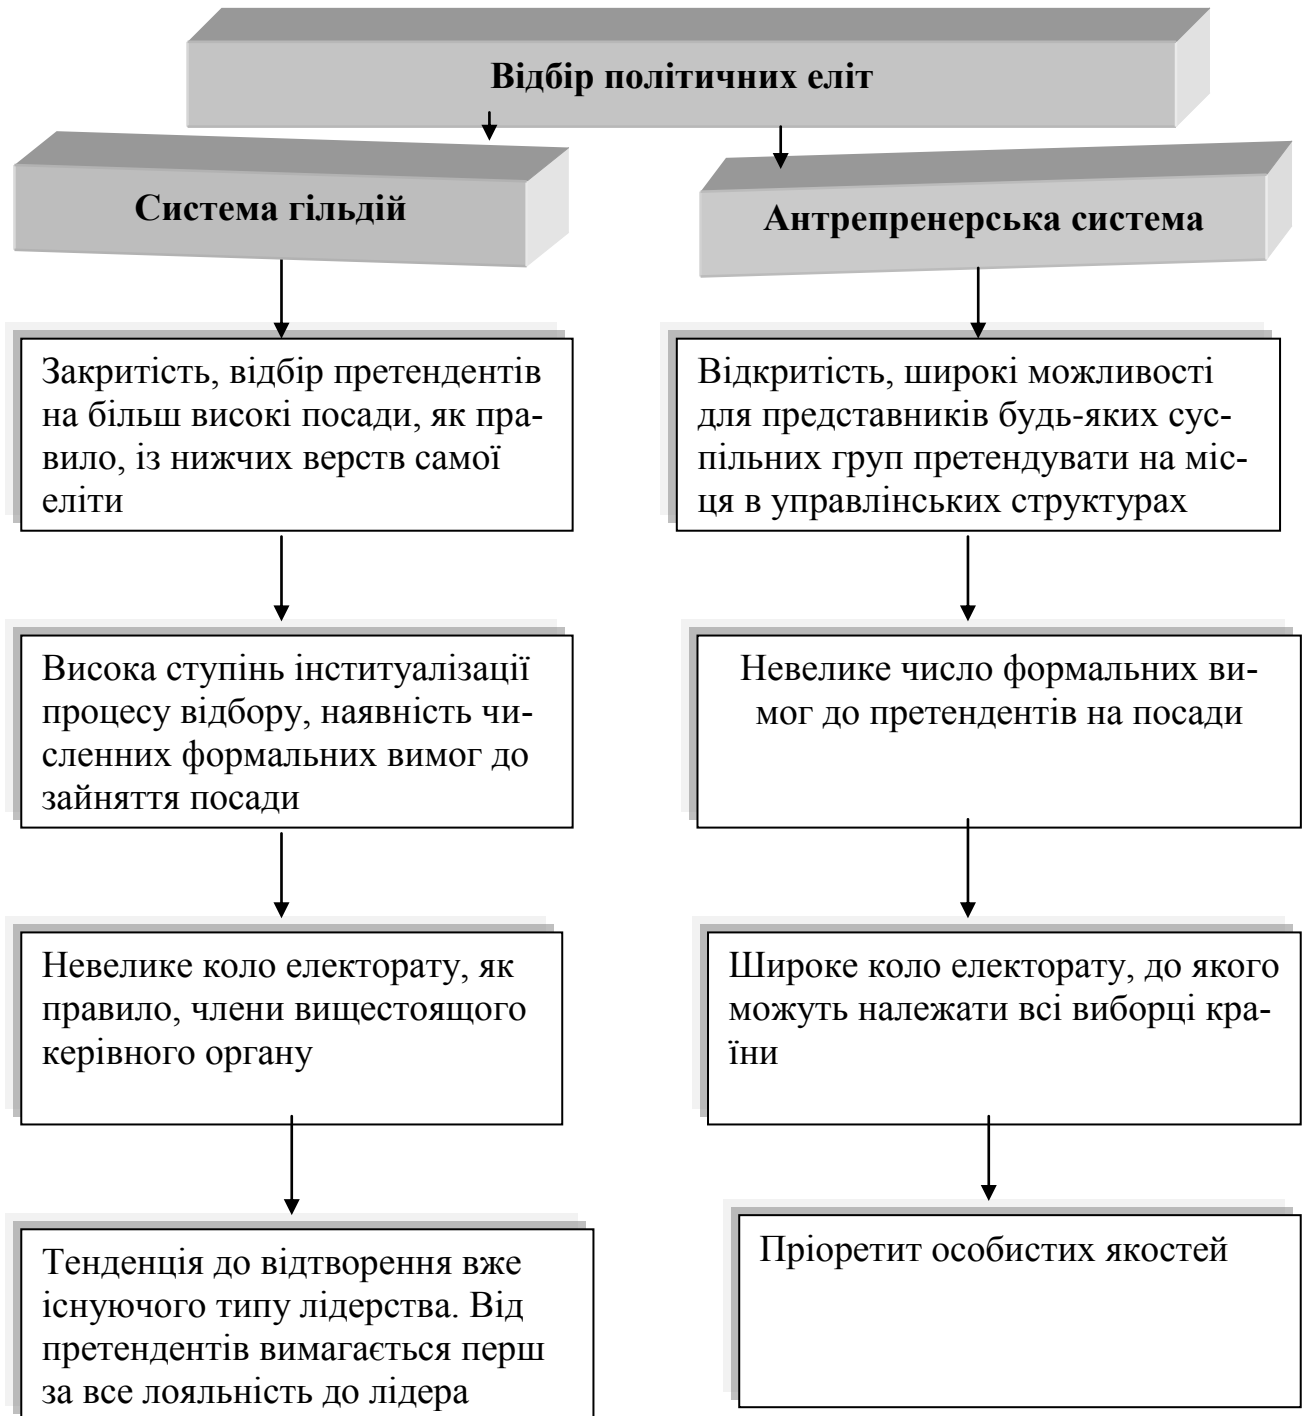 Відбір політичних еліт
Система гільдій
Антрепренерська система
Закритість, відбір претендентів
на більш високі посади, як пра-
вило, із нижчих верств самої
еліти
Відкритість, широкі можливості
для представників будь-яких сус-
пільних груп претендувати на міс-
ця в управлінських структурах
Висока ступінь інституалізації
процесу відбору, наявність чи-
сленних формальних вимог до
зайняття посади
Невелике число формальних ви-
мог до претендентів на посади
Невелике коло електорату, як
правило, члени вищестоящого
керівного органу
Широке коло електорату, до якого
можуть належати всі виборці кра-
їни
Тенденція до відтворення вже
існуючого типу лідерства. Від
претендентів вимагається перш
за все лояльність до лідера
Пріоретит особистих якостей